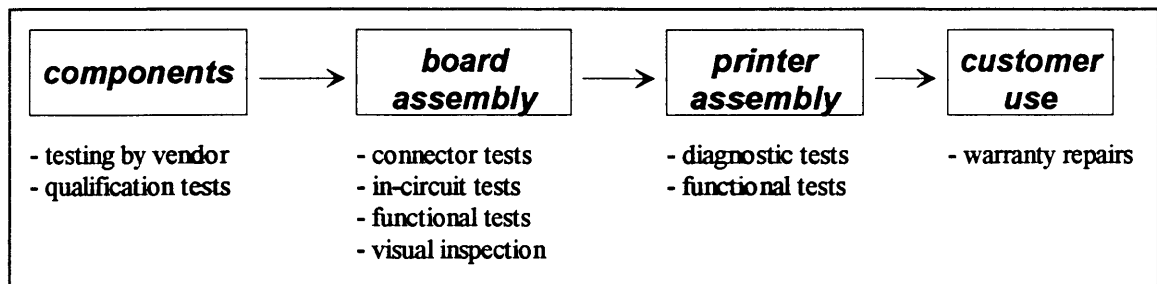 components
board
assembly
printer
assembly
customer
use
- testing by vendor
- qualification tests
- connector tests
- in-circuit tests
- functional tests
- visual inspection
- diagnostic tests
- functional tests
- warranty repairs